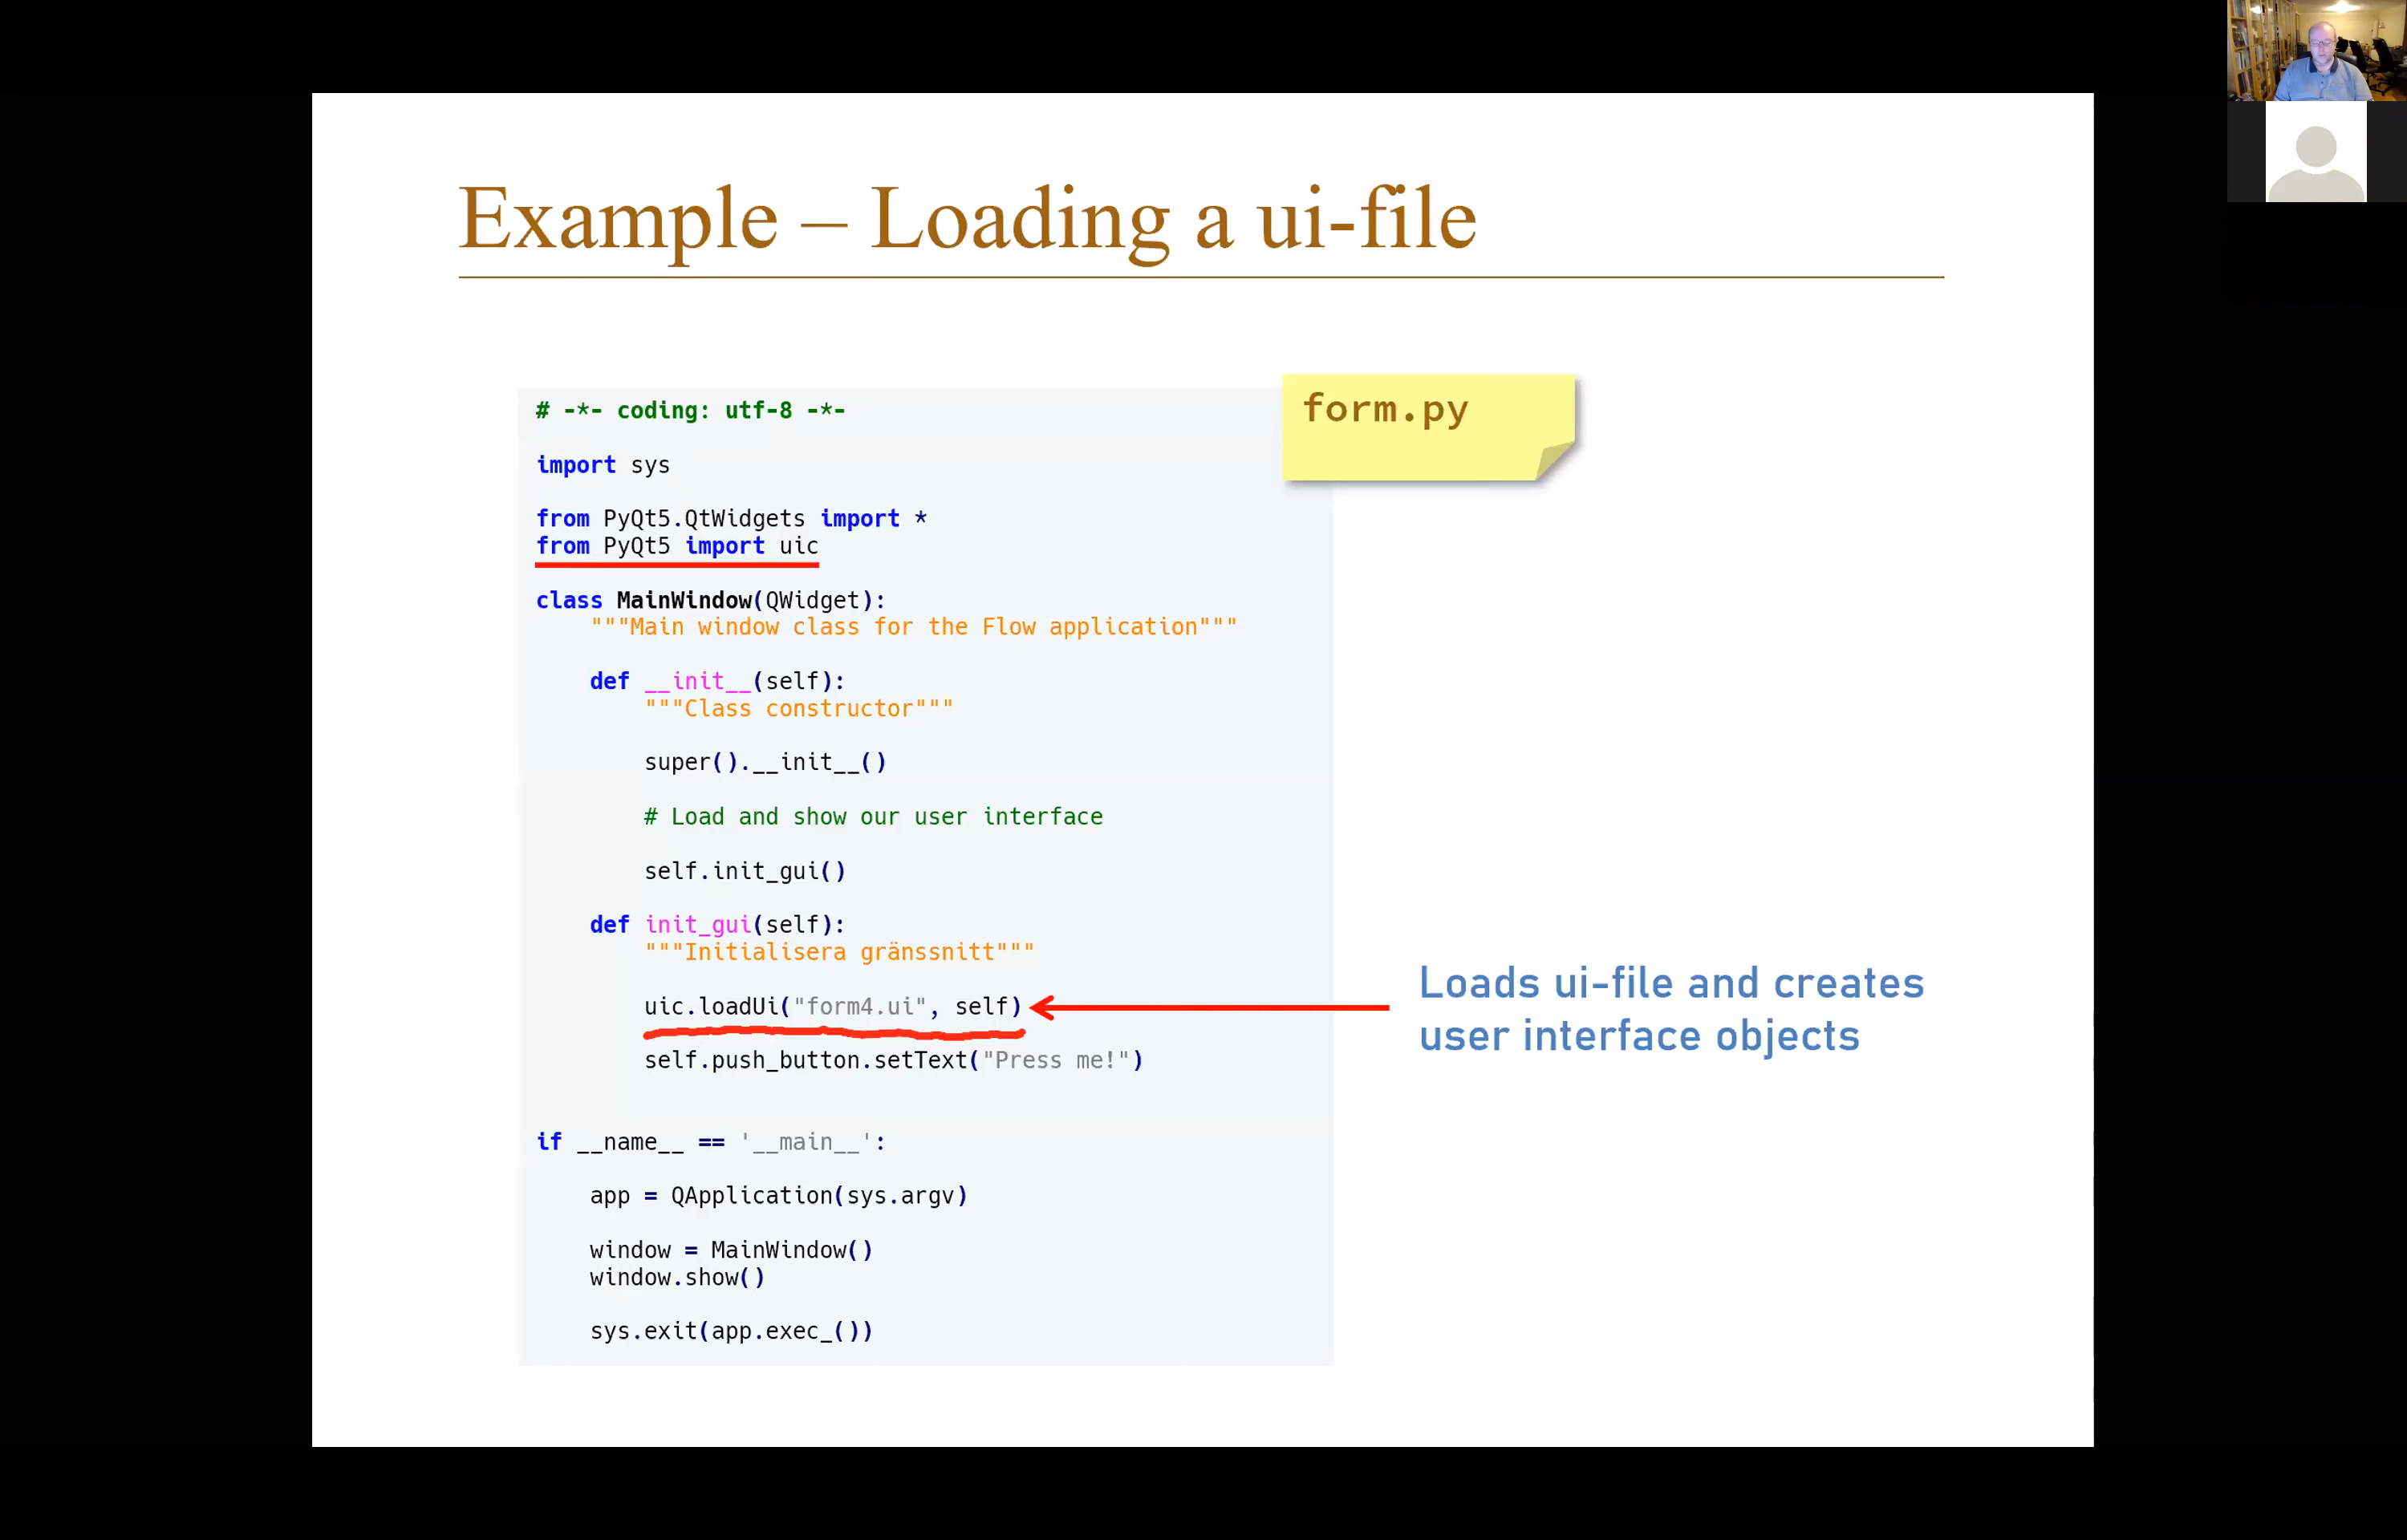 Example – Loading a ui-file
form.py
# -*- coding: utf-8 -*-
import sys
from PyQt5.QtWidgets import *
from PyQt5 import uic
class MainWindow(QWidget):
"""Main window class for the Flow application"""
def __init__(self):
"""Class constructor"""
super().__init__()
# Load and show our user interface
self.init_gui()
def init_gui(self):
"""Initialisera gränssnitt"""
uic.loadUi("form4.ui", self)
Loads ui-file and creates
user interface objects
self.push_button.setText("Press me!")
if __name__ == '__main__':
app = QApplication(sys.argv)
window = MainWindow()
window.show()
sys.exit(app.exec_())